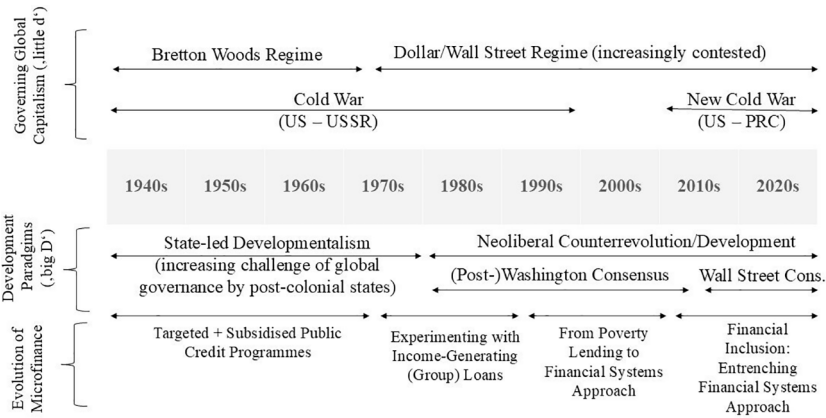 Governing Global
Capitalism (‚little d‘)
Bretton Woods Regime
Dollar/Wall Street Regime (increasingly contested)
Cold War
(US – USSR)
New Cold War
(US – PRC)
1940s 1950s 1960s 1970s 1980s 1990s 2000s 2010s 2020s
Development
Paradgims
(‚big D‘)
State-led Developmentalism
(increasing challenge of global
governance by post-colonial states)
Neoliberal Counterrevolution/Development
(Post-)Washington Consensus
Wall Street Cons.
Evolution of
Microfinance
Targeted + Subsidised Public
Credit Programmes
Experimenting with
Income-Generating
(Group) Loans
From Poverty
Lending to
Financial Systems
Approach
Financial
Inclusion:
Entrenching
Financial Systems
Approach